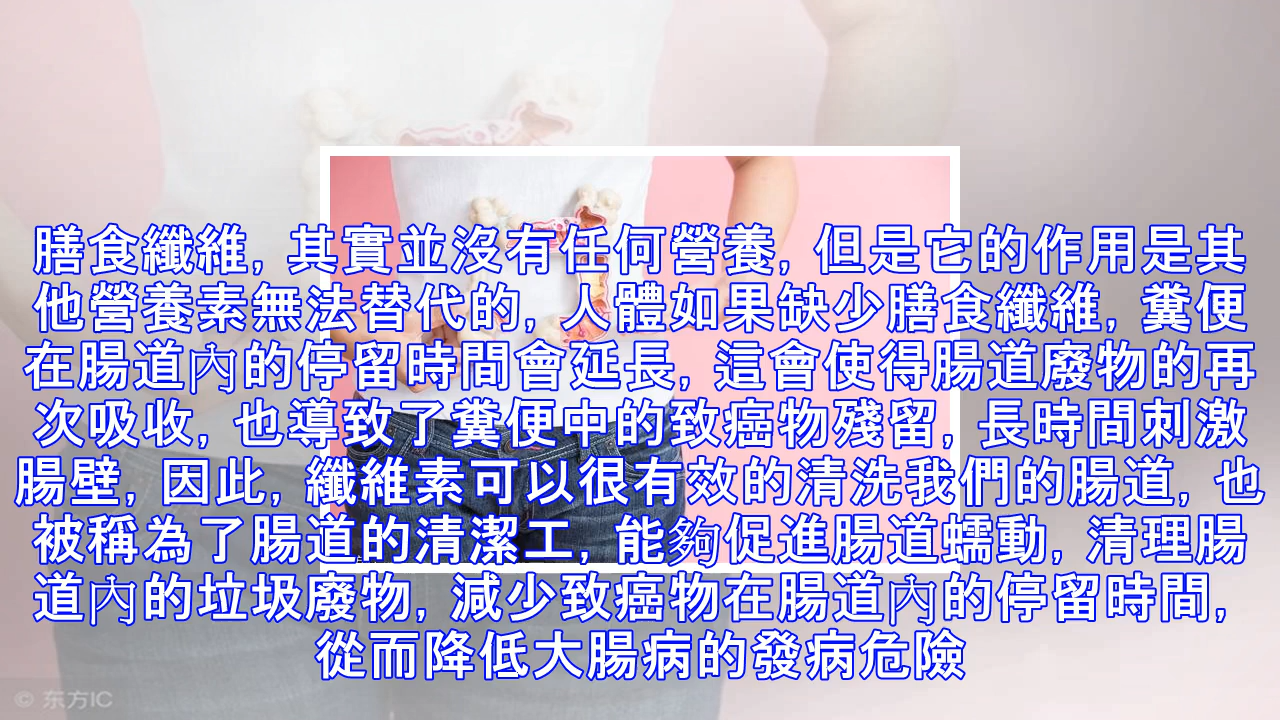 膳食纖維, 其實並沒有任何營養, 但是它的作用是其
他營養素無法替代的, 人體如果缺少膳食纖維, 糞便
在腸道內的停留時間會延長, 這會使得腸道廢物的再
次吸收, 也導致了糞便中的致癌物殘留, 長時間刺激
腸壁, 因此, 纖維素可以很有效的清洗我們的腸道, 也
被稱為了腸道的清潔工, 能夠促進腸道蠕動, 清理腸
道內的垃圾廢物, 減少致癌物在腸道內的停留時間,
從而降低大腸病的發病危險
© 东方IC